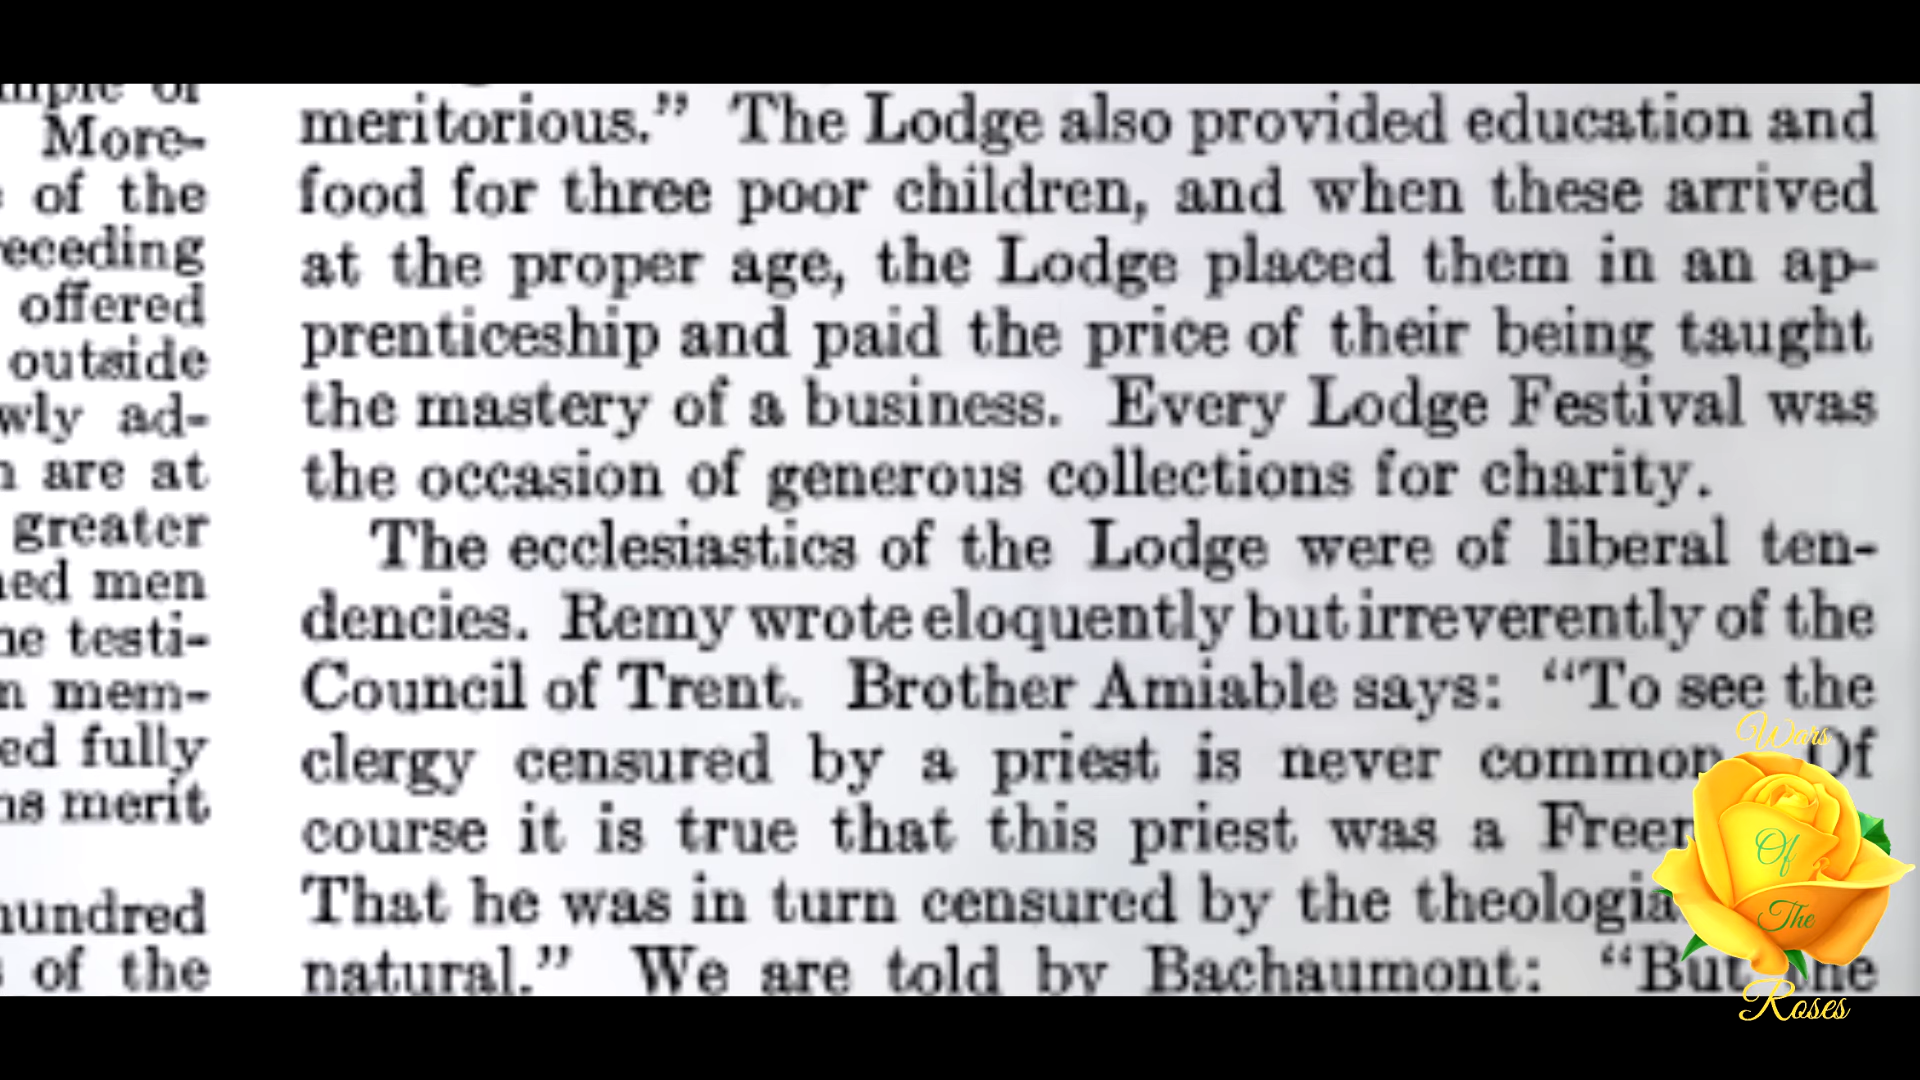 More-
of the
offered
outside
ad-
are at
greater
men
testi-
mem-
fully
merit
of the
meritorious.” The Lodge also provided education and
food for three poor children, and when these arrived
at the proper age, the Lodge placed them in an ap-
prenticeship and paid the price of their being taught
the mastery of a business. Every Lodge Festival was
the occasion of generous collections for charity.
The ecclesiastics of the Lodge were of liberal ten-
dencies. Remy wrote eloquently but irreverently of the
Council of Trent. Brother Amiable says: “To see the
clergy censured by a priest is never common Of
course it is true that this priest was a
That he was in turn censured by the
natural.” We are told by Bachaumont: “But
Wars
Of
The
Roses